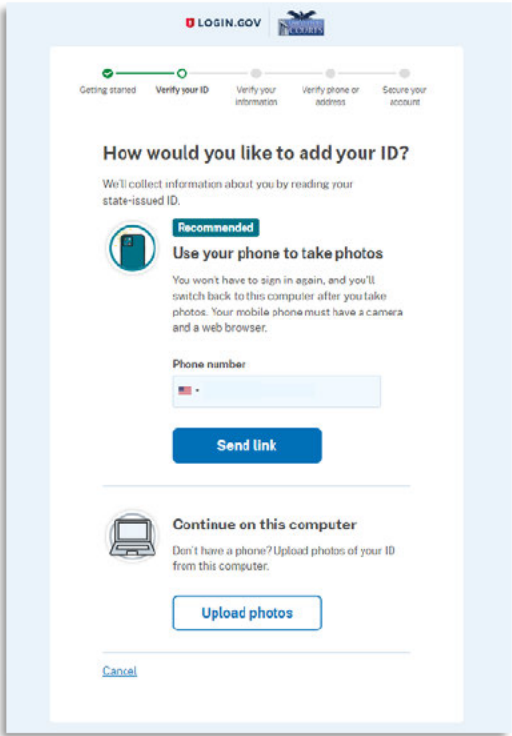 LOGIN.GOV
COURTS
Getting started
Verify your ID
Verify your
information
Verify phone or
address
Secure your
account
How would you like to add your ID?
We'll collect information about you by reading your
state-issued ID.
Recommended
Use your phone to take photos
You won't have to sign in again, and you'll
switch back to this computer after you take
photos. Your mobile phone must have a camera
and a web browser.
Phone number
Send link
Continue on this computer
Don't have a phone? Upload photos of your ID
from this computer.
Upload photos
Cancel